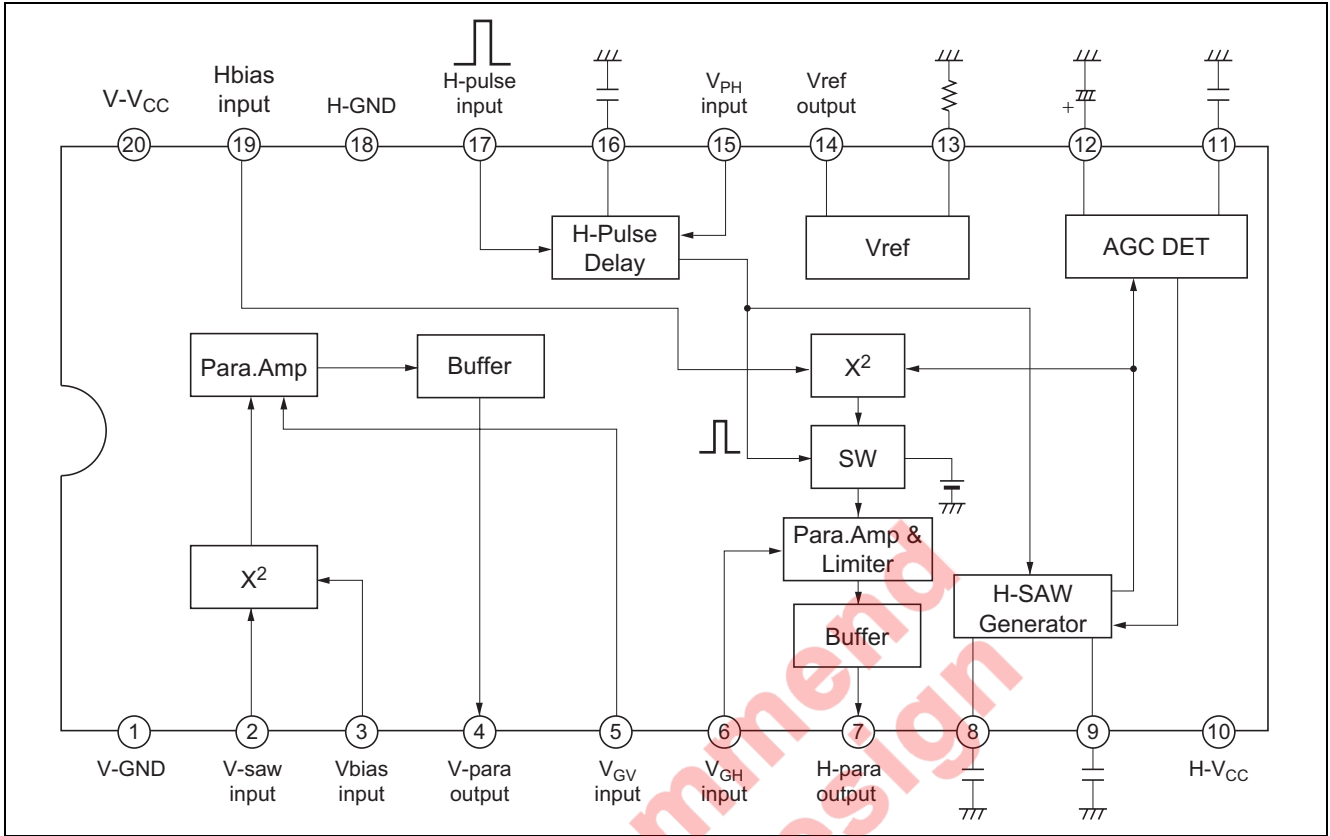 V-VCC
Hbias
input
H-GND
H-pulse
input
VPH
input
Vref
output
+
20
19
18
17
16
15
14
13
12
11
H-Pulse
Delay
Vref
AGC DET
Para.Amp
Buffer
X²
SW
Para.Amp &
Limiter
X²
H-SAW
Generator
Buffer
1
2
3
4
5
6
7
8
9
10
V-GND
V-saw
input
Vbias
input
V-para
output
VGV
input
VGH
input
H-para
output
H-VCC
mmend
esign